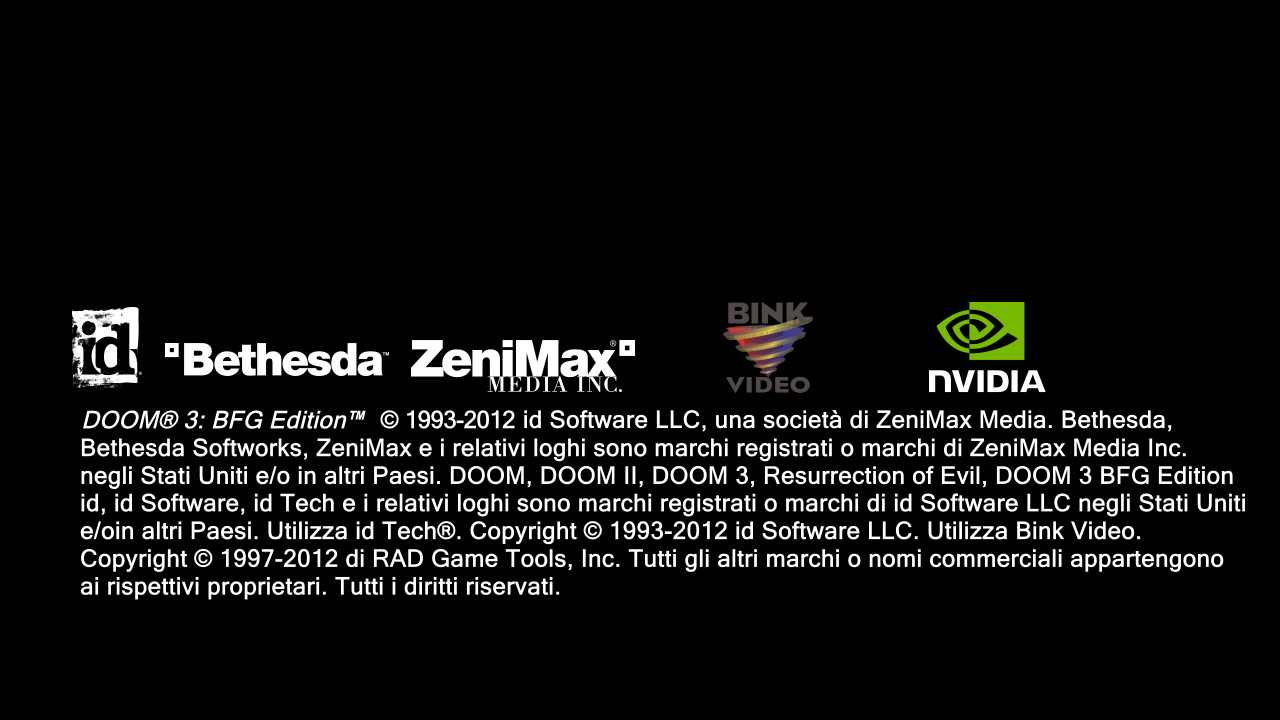 id
Bethesda™
ZeniMax®
MEDIA INC.
BINK
VIDEO
NVIDIA
DOOM® 3: BFG Edition™ © 1993-2012 id Software LLC, una società di ZeniMax Media. Bethesda,
Bethesda Softworks, ZeniMax e i relativi loghi sono marchi registrati o marchi di ZeniMax Media Inc.
negli Stati Uniti e/o in altri Paesi. DOOM, DOOM II, DOOM 3, Resurrection of Evil, DOOM 3 BFG Edition
id, id Software, id Tech e i relativi loghi sono marchi registrati o marchi di id Software LLC negli Stati Uniti
e/oin altri Paesi. Utilizza id Tech®. Copyright © 1993-2012 id Software LLC. Utilizza Bink Video.
Copyright © 1997-2012 di RAD Game Tools, Inc. Tutti gli altri marchi o nomi commerciali appartengono
ai rispettivi proprietari. Tutti i diritti riservati.